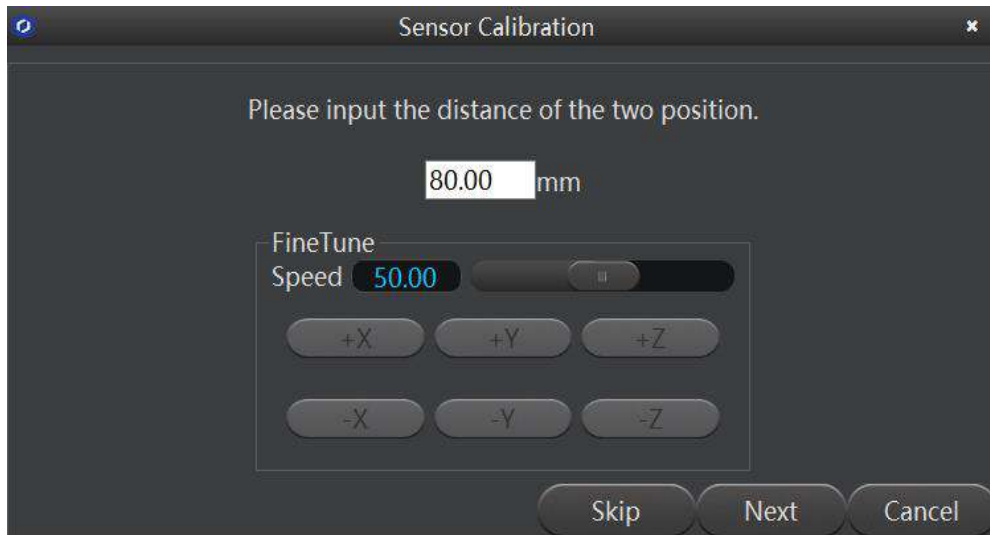 Sensor Calibration
Please input the distance of the two position.
80.00 mm
FineTune
Speed 50.00
+X +Y +Z
-X -Y -Z
Skip Next Cancel